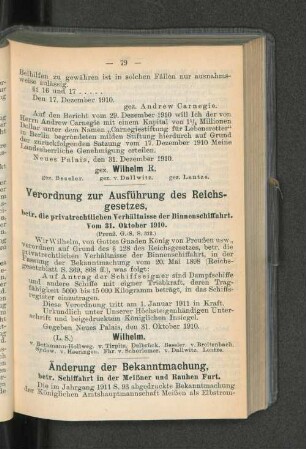 — 79 —
Beihilfen zu gewähren ist in solchen Fällen nur ausnahms-
weise zulässig.
§§ 16 und 17 . . . . .
Den 17. Dezember 1910.
gez. Andrew Carnegie.
Auf den Bericht vom 29. Dezember 1910 will Ich der von
Herrn Andrew Carnegie mit einem Kapital von 1½ Millionen
Dollar unter dem Namen „Carnegiestiftung für Lebensretter“
in Berlin begründeten milden Stiftung hierdurch auf Grund
der zurückfolgenden Satzung vom 17. Dezember 1910 Meine
Landesherrliche Genehmigung erteilen.
Neues Palais, den 31. Dezember 1910.
gez. Wilhelm R.
gez. Beseler. gez. v. Dallwitz. gez. Lentze.
Verordnung zur Ausführung des Reichs-
gesetzes,
betr. die privatrechtlichen Verhältnisse der Binnenschiffahrt.
Vom 31. Oktober 1910.
(Preuß. G.-S. S.
Wir Wilhelm, von Gottes Gnaden König von Preußen usw.,
verordnen auf Grund des § 128 des Reichsgesetzes, betr. die
privatrechtlichen Verhältnisse der Binnenschiffahrt, in der
Fassung der Bekanntmachung vom 20. Mai 1898 (Reichs-
gesetzblatt S. 369, 868 ff.), was folgt:
Auf Antrag der Schiffseigner sind Dampfschiffe
und andere Schiffe mit eigner Triebkraft, deren Trag-
fähigkeit 5000 bis 15 000 Kilogramm beträgt, in das Schiffs-
register einzutragen.
Diese Verordnung tritt am 1. Januar 1911 in Kraft.
Urkundlich unter Unserer Höchsteigenhändigen Unter-
schrift und beigedrucktem Königlichen Insiegel.
Gegeben Neues Palais, den 31. Oktober 1910.
(L. S.) Wilhelm.
v. Bethmann-Hollweg. v. Tirpitz. Delbrück. Beseler. v. Breitenbach.
Sydow. v. Heeringen. Fhr. v. Schorlemer. v. Dallwitz. Lentze.
Änderung der Bekanntmachung,
betr. Schiffahrt in der Meißner und Rauhen Furt.
Die im Jahrgang 1911 S. 93 abgedruckte Bekanntmachung
der Königlichen Amtshauptmannschaft Meißen als Elbstrom-